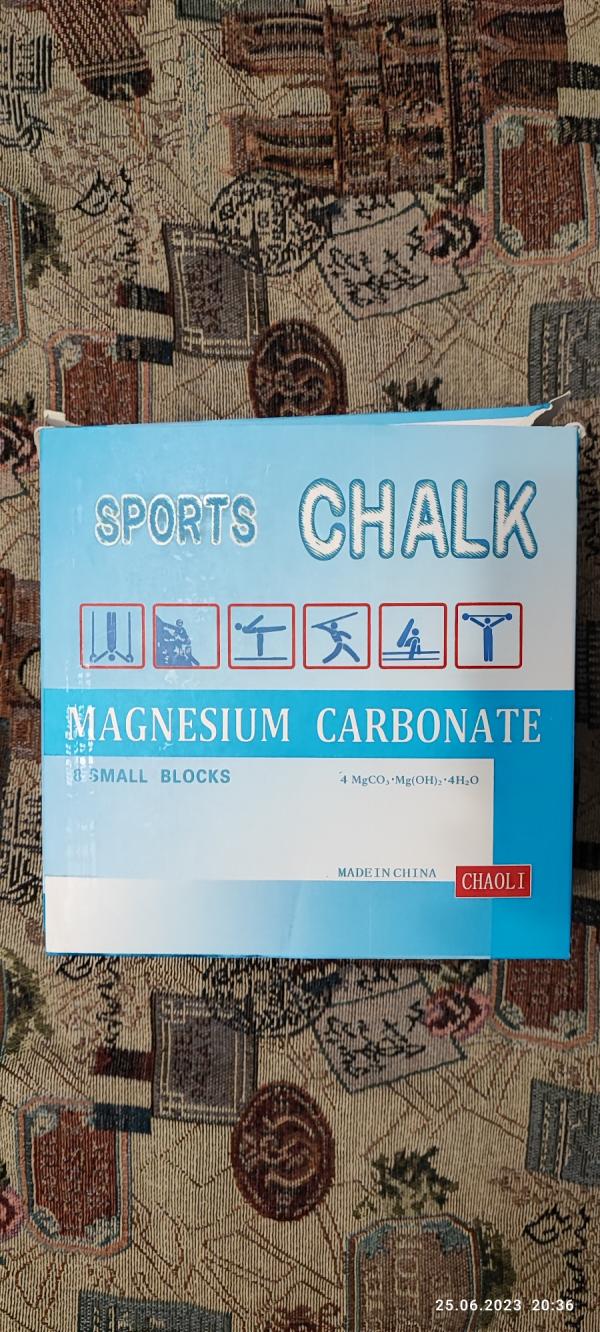 SPORTS CHALK
MAGNESIUM CARBONATE
8 SMALL BLOCKS
4 MgCO₃·Mg(OH)₂·4H₂O
MADE IN CHINA
CHAOLI
25.06.2023 20:36